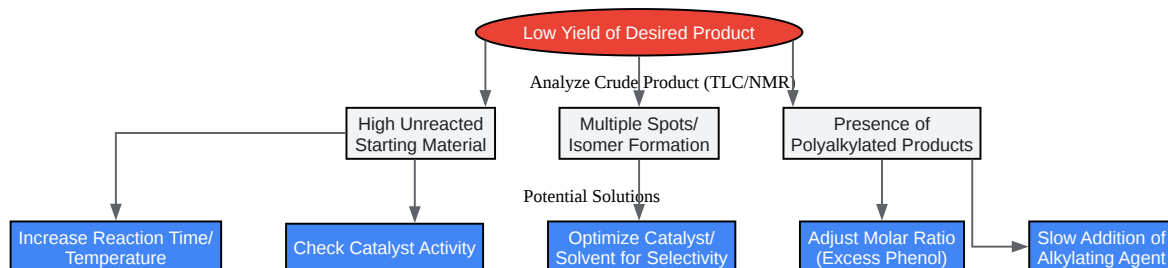 Low Yield of Desired Product
Analyze Crude Product (TLC/NMR)
High Unreacted
Starting Material
Multiple Spots/
Isomer Formation
Presence of
Polyalkylated Products
Potential Solutions
Increase Reaction Time/
Temperature
Check Catalyst Activity
Optimize Catalyst/
Solvent for Selectivity
Adjust Molar Ratio
(Excess Phenol)
Slow Addition of
Alkylating Agent